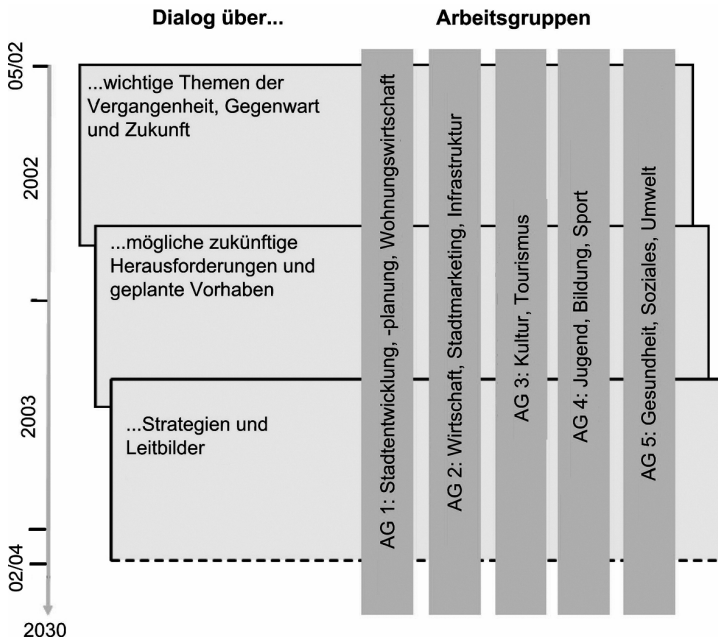 Dialog über...
Arbeitsgruppen
05/02
2002
2003
02/04
2030
...wichtige Themen der
Vergangenheit, Gegenwart
und Zukunft
...mögliche zukünftige
Herausforderungen und
geplante Vorhaben
...Strategien und
Leitbilder
AG 1: Stadtentwicklung, -planung, Wohnungswirtschaft
AG 2: Wirtschaft, Stadtmarketing, Infrastruktur
AG 3: Kultur, Tourismus
AG 4: Jugend, Bildung, Sport
AG 5: Gesundheit, Soziales, Umwelt